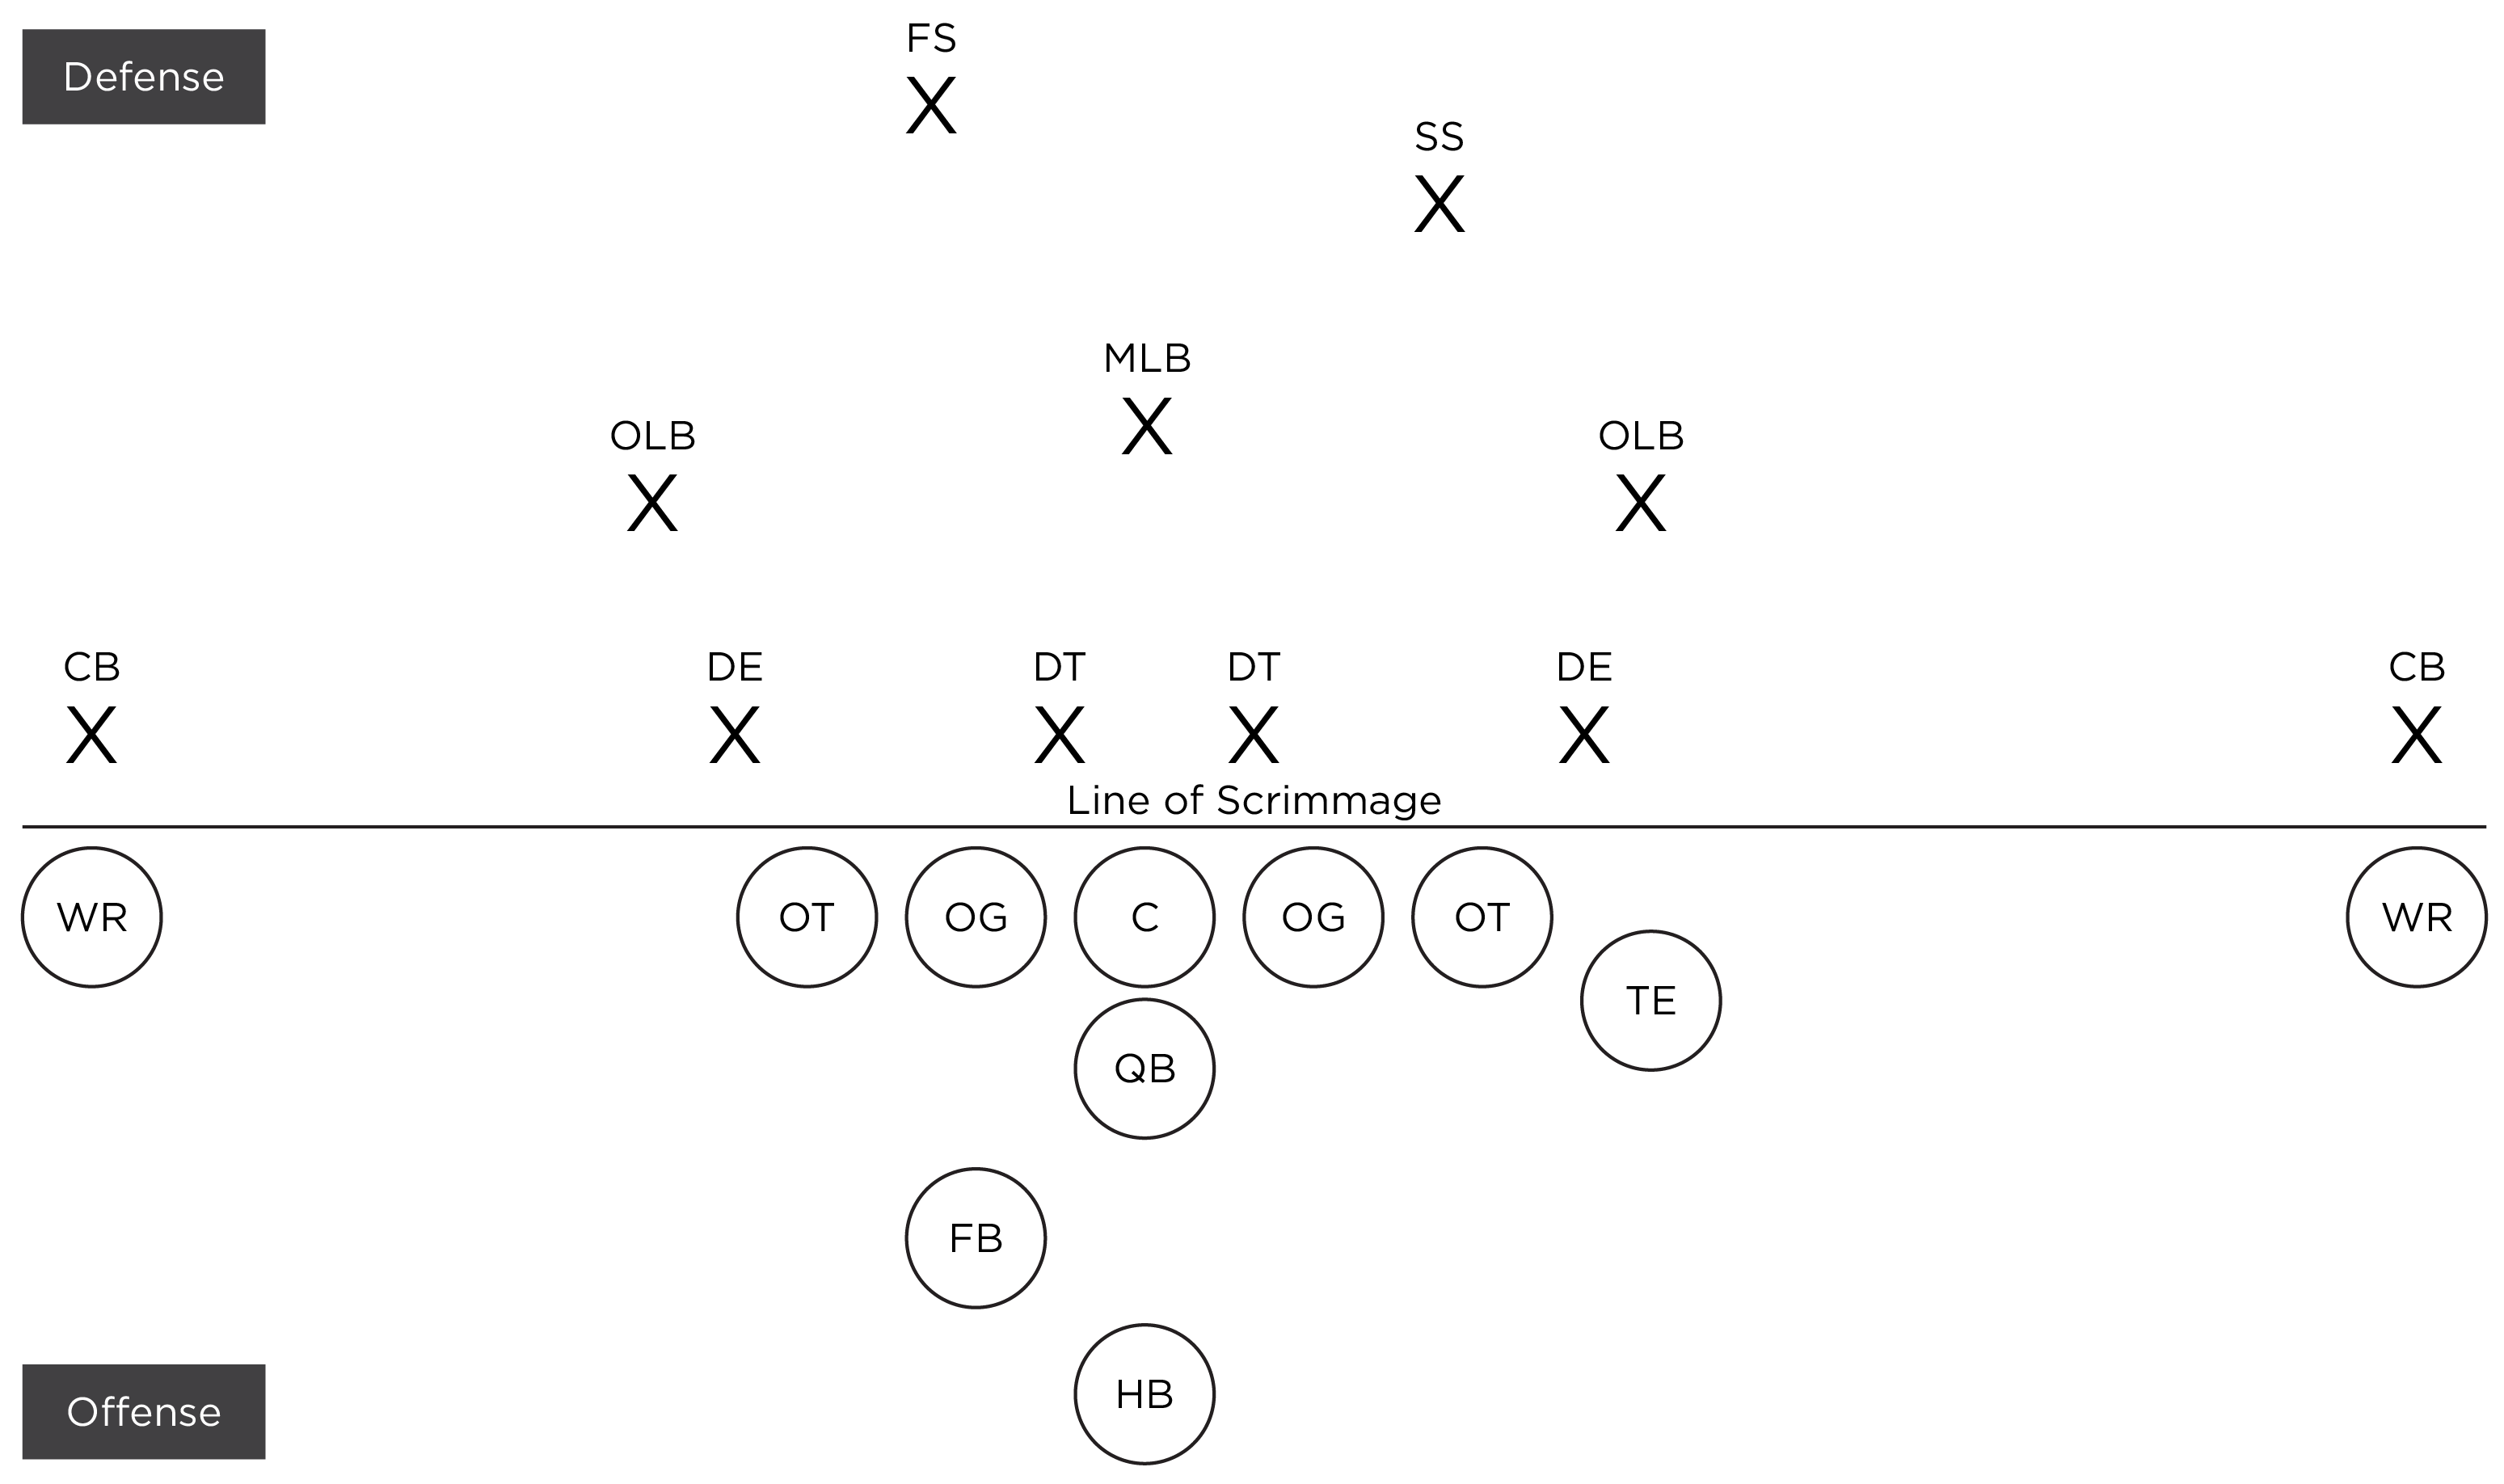 FS
Defense
SS
MLB
OLB OLB
CB DE DT DT DE CB
Line of Scrimmage
WR OT OG C OG OT WR
TE
QB
FB
HB
Offense